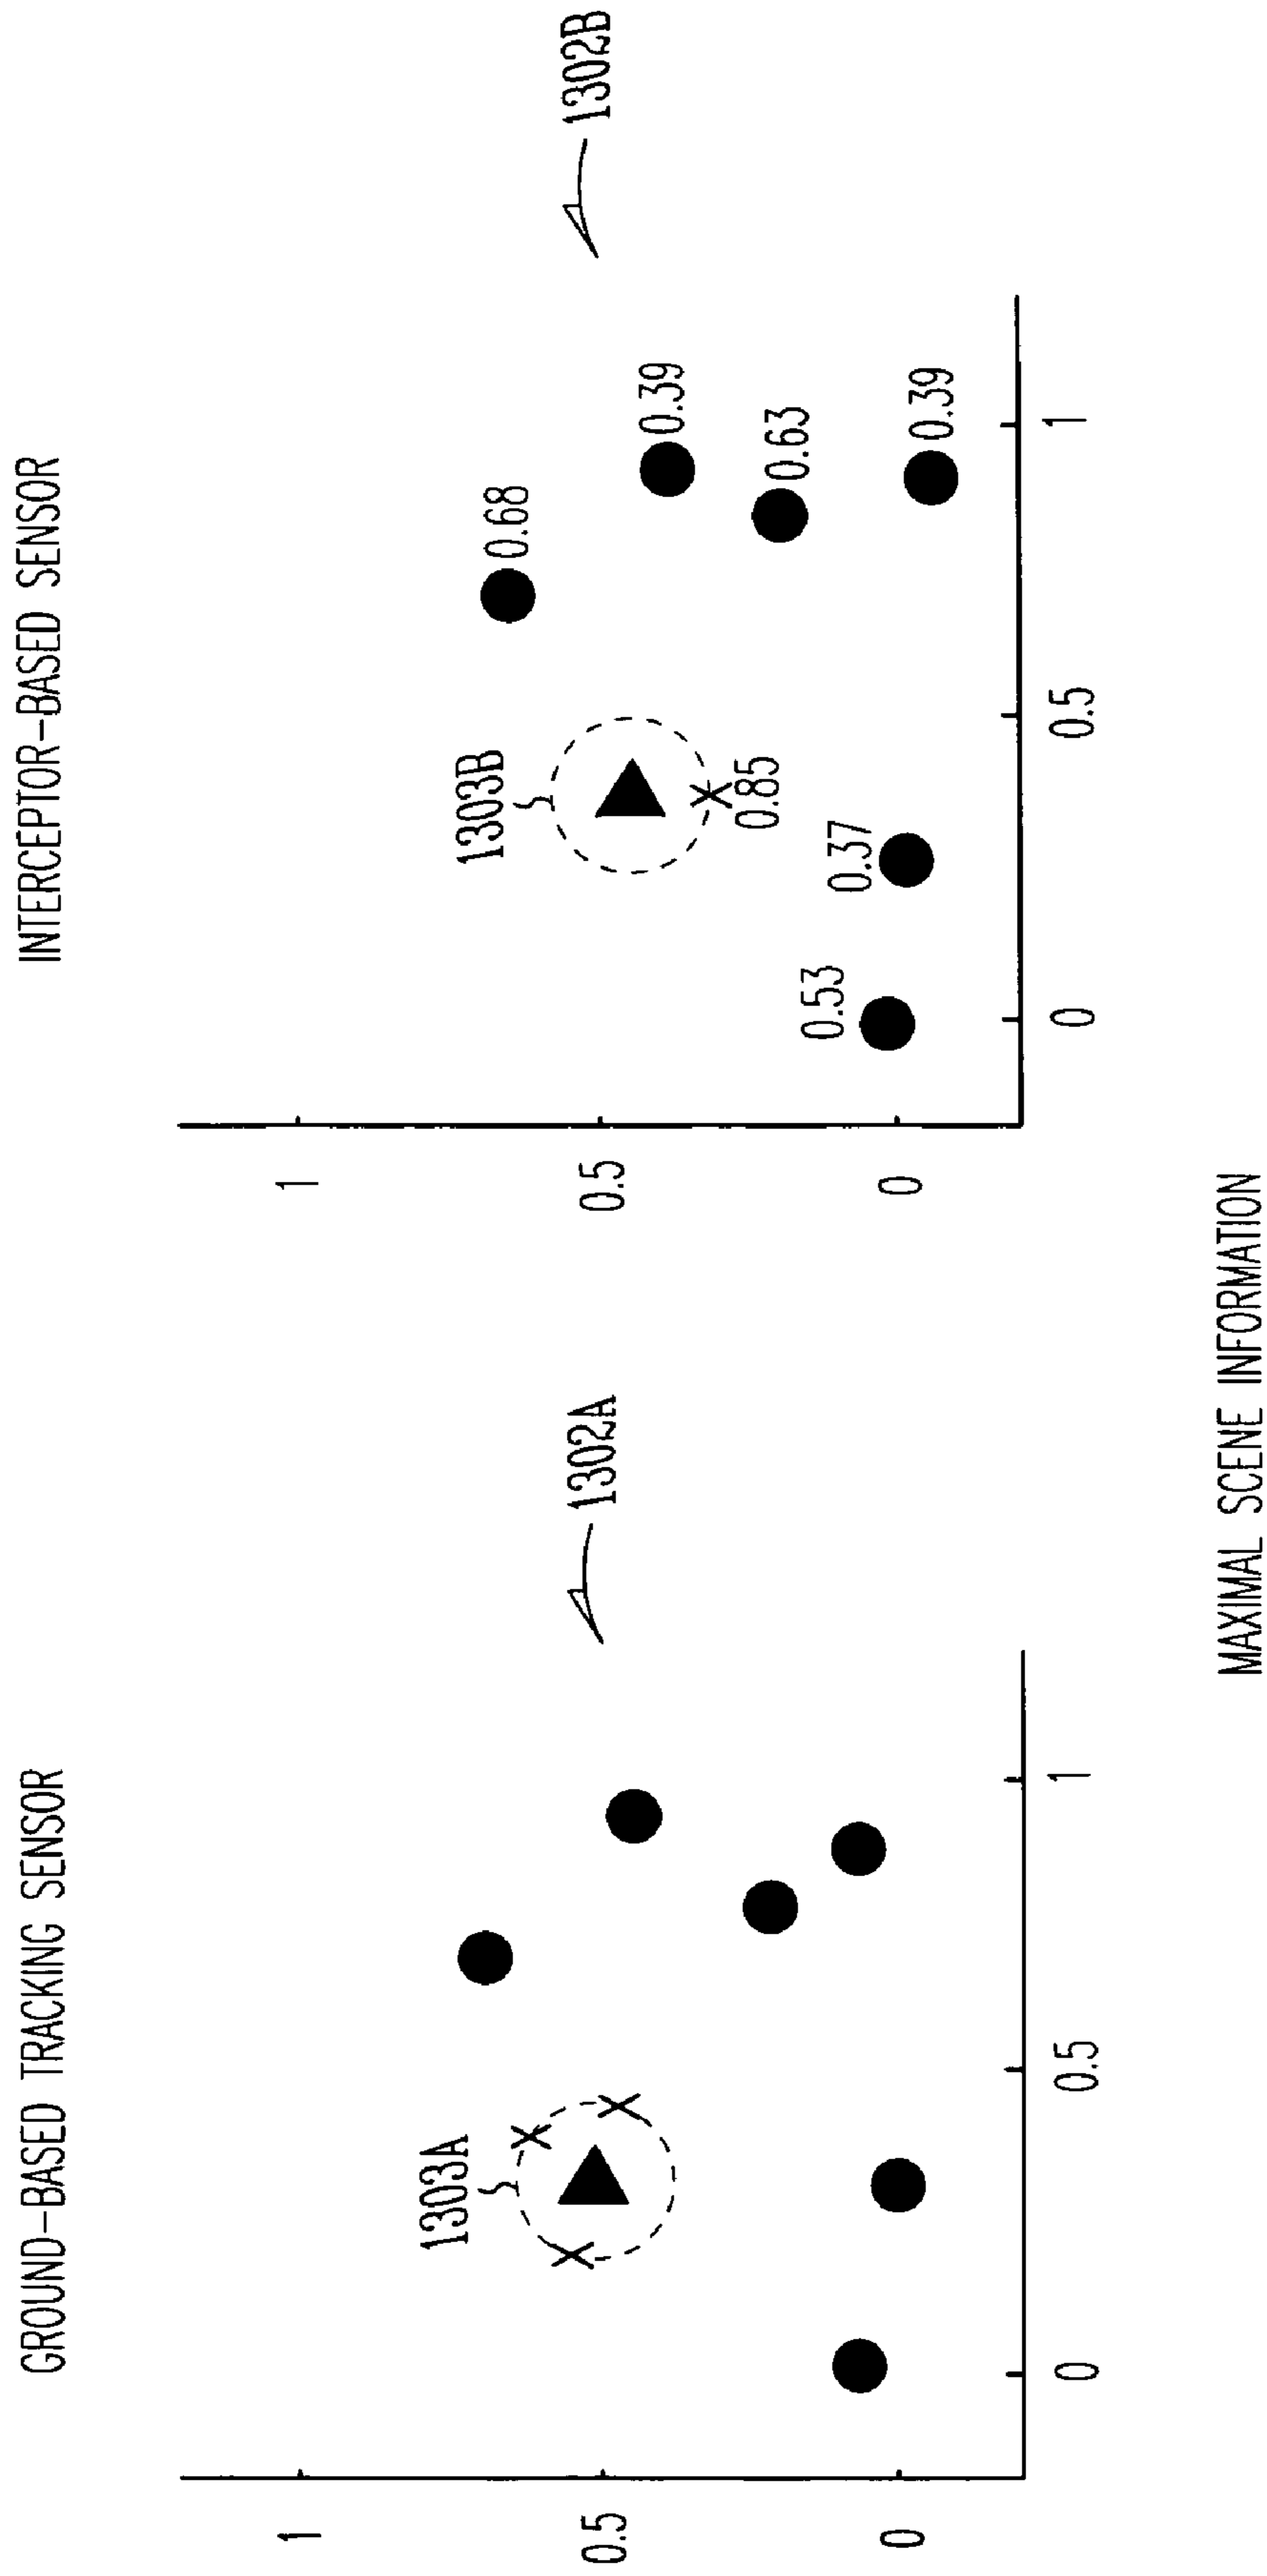 GROUND-BASED TRACKING SENSOR
1303A
1302A
1
0.5
0
0
0.5
1
INTERCEPTOR-BASED SENSOR
1303B
1302B
0.68
0.39
0.63
0.39
0.85
0.37
0.53
1
0.5
0
0
0.5
1
MAXIMAL SCENE INFORMATION